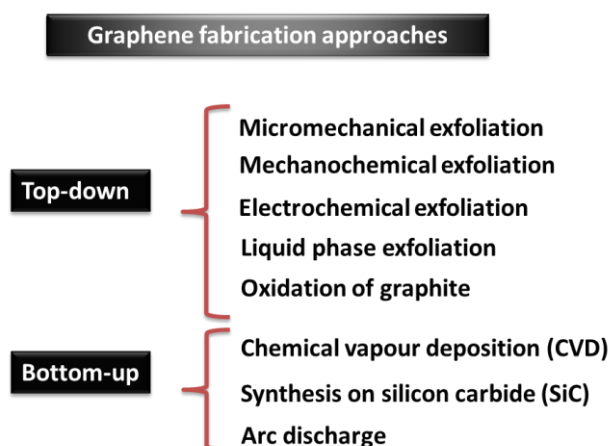 Graphene fabrication approaches
Top-down
Micromechanical exfoliation
Mechanochemical exfoliation
Electrochemical exfoliation
Liquid phase exfoliation
Oxidation of graphite
Bottom-up
Chemical vapour deposition (CVD)
Synthesis on silicon carbide (SiC)
Arc discharge